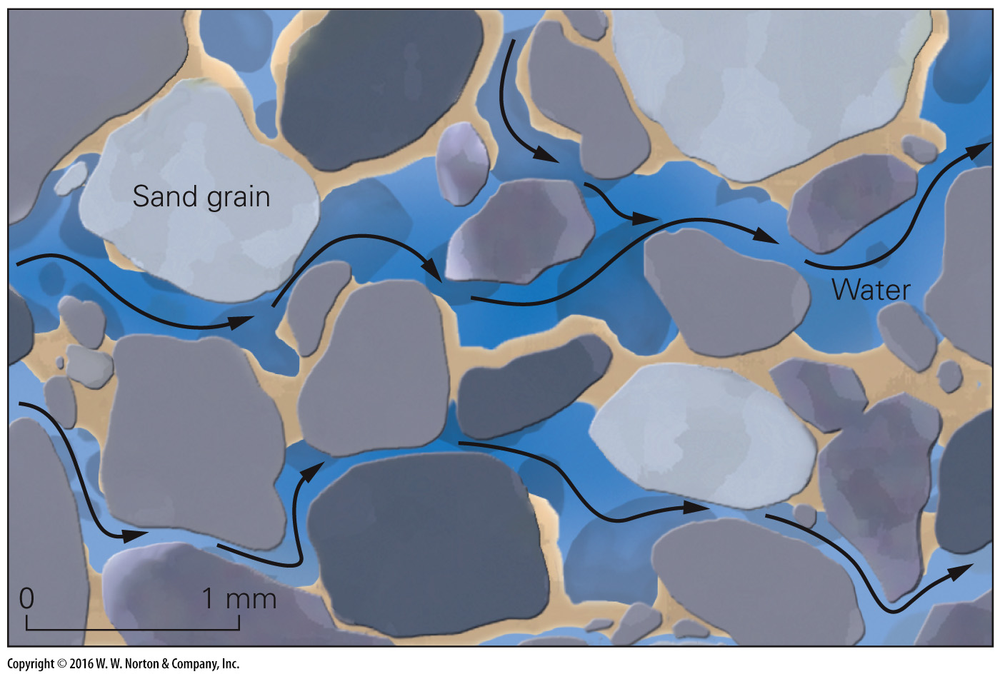 Sand grain
Water
0 1 mm
Copyright © 2016 W. W. Norton & Company, Inc.